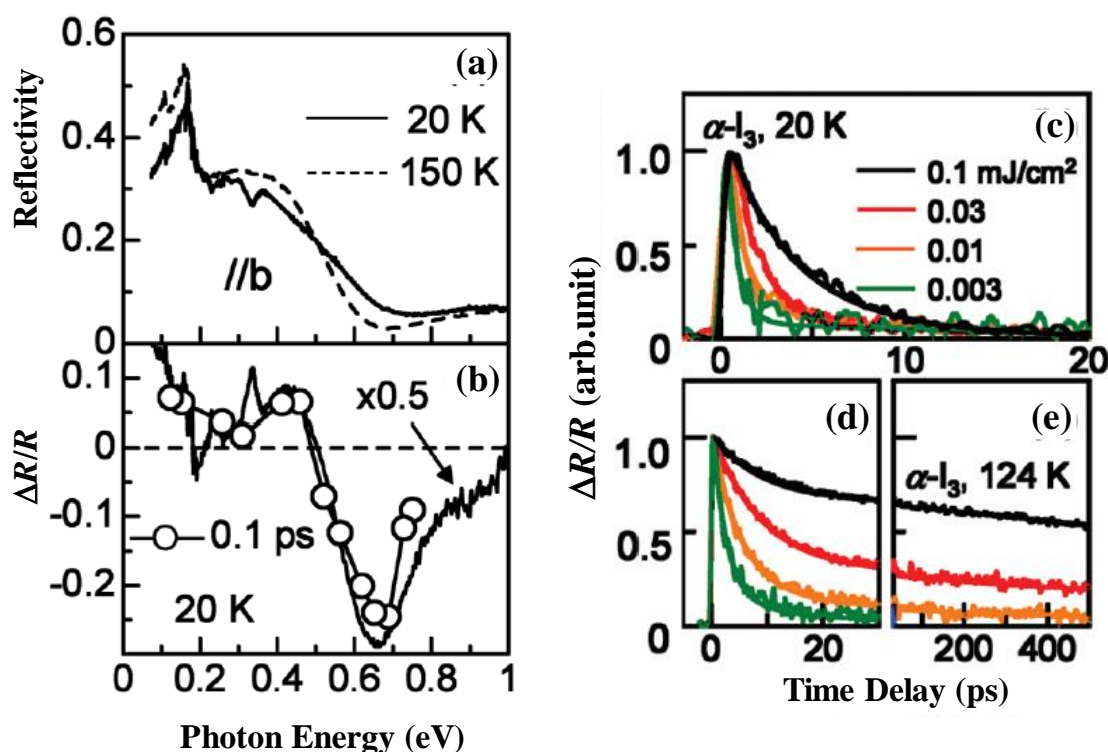 (a)
Reflectivity
0.6
0.4
0.2
0
20 K
150 K
//b
(b)
ΔR/R
0.1
0
-0.1
-0.2
x0.5
0.1 ps
20 K
0 0.2 0.4 0.6 0.8 1
Photon Energy (eV)
(c)
α-I₃, 20 K
0.1 mJ/cm²
0.03
0.01
0.003
1.0
0.5
0
0 10 20
ΔR/R (arb.unit)
(d)
1.0
0.5
0
0 20
(e)
α-I₃, 124 K
200 400
Time Delay (ps)